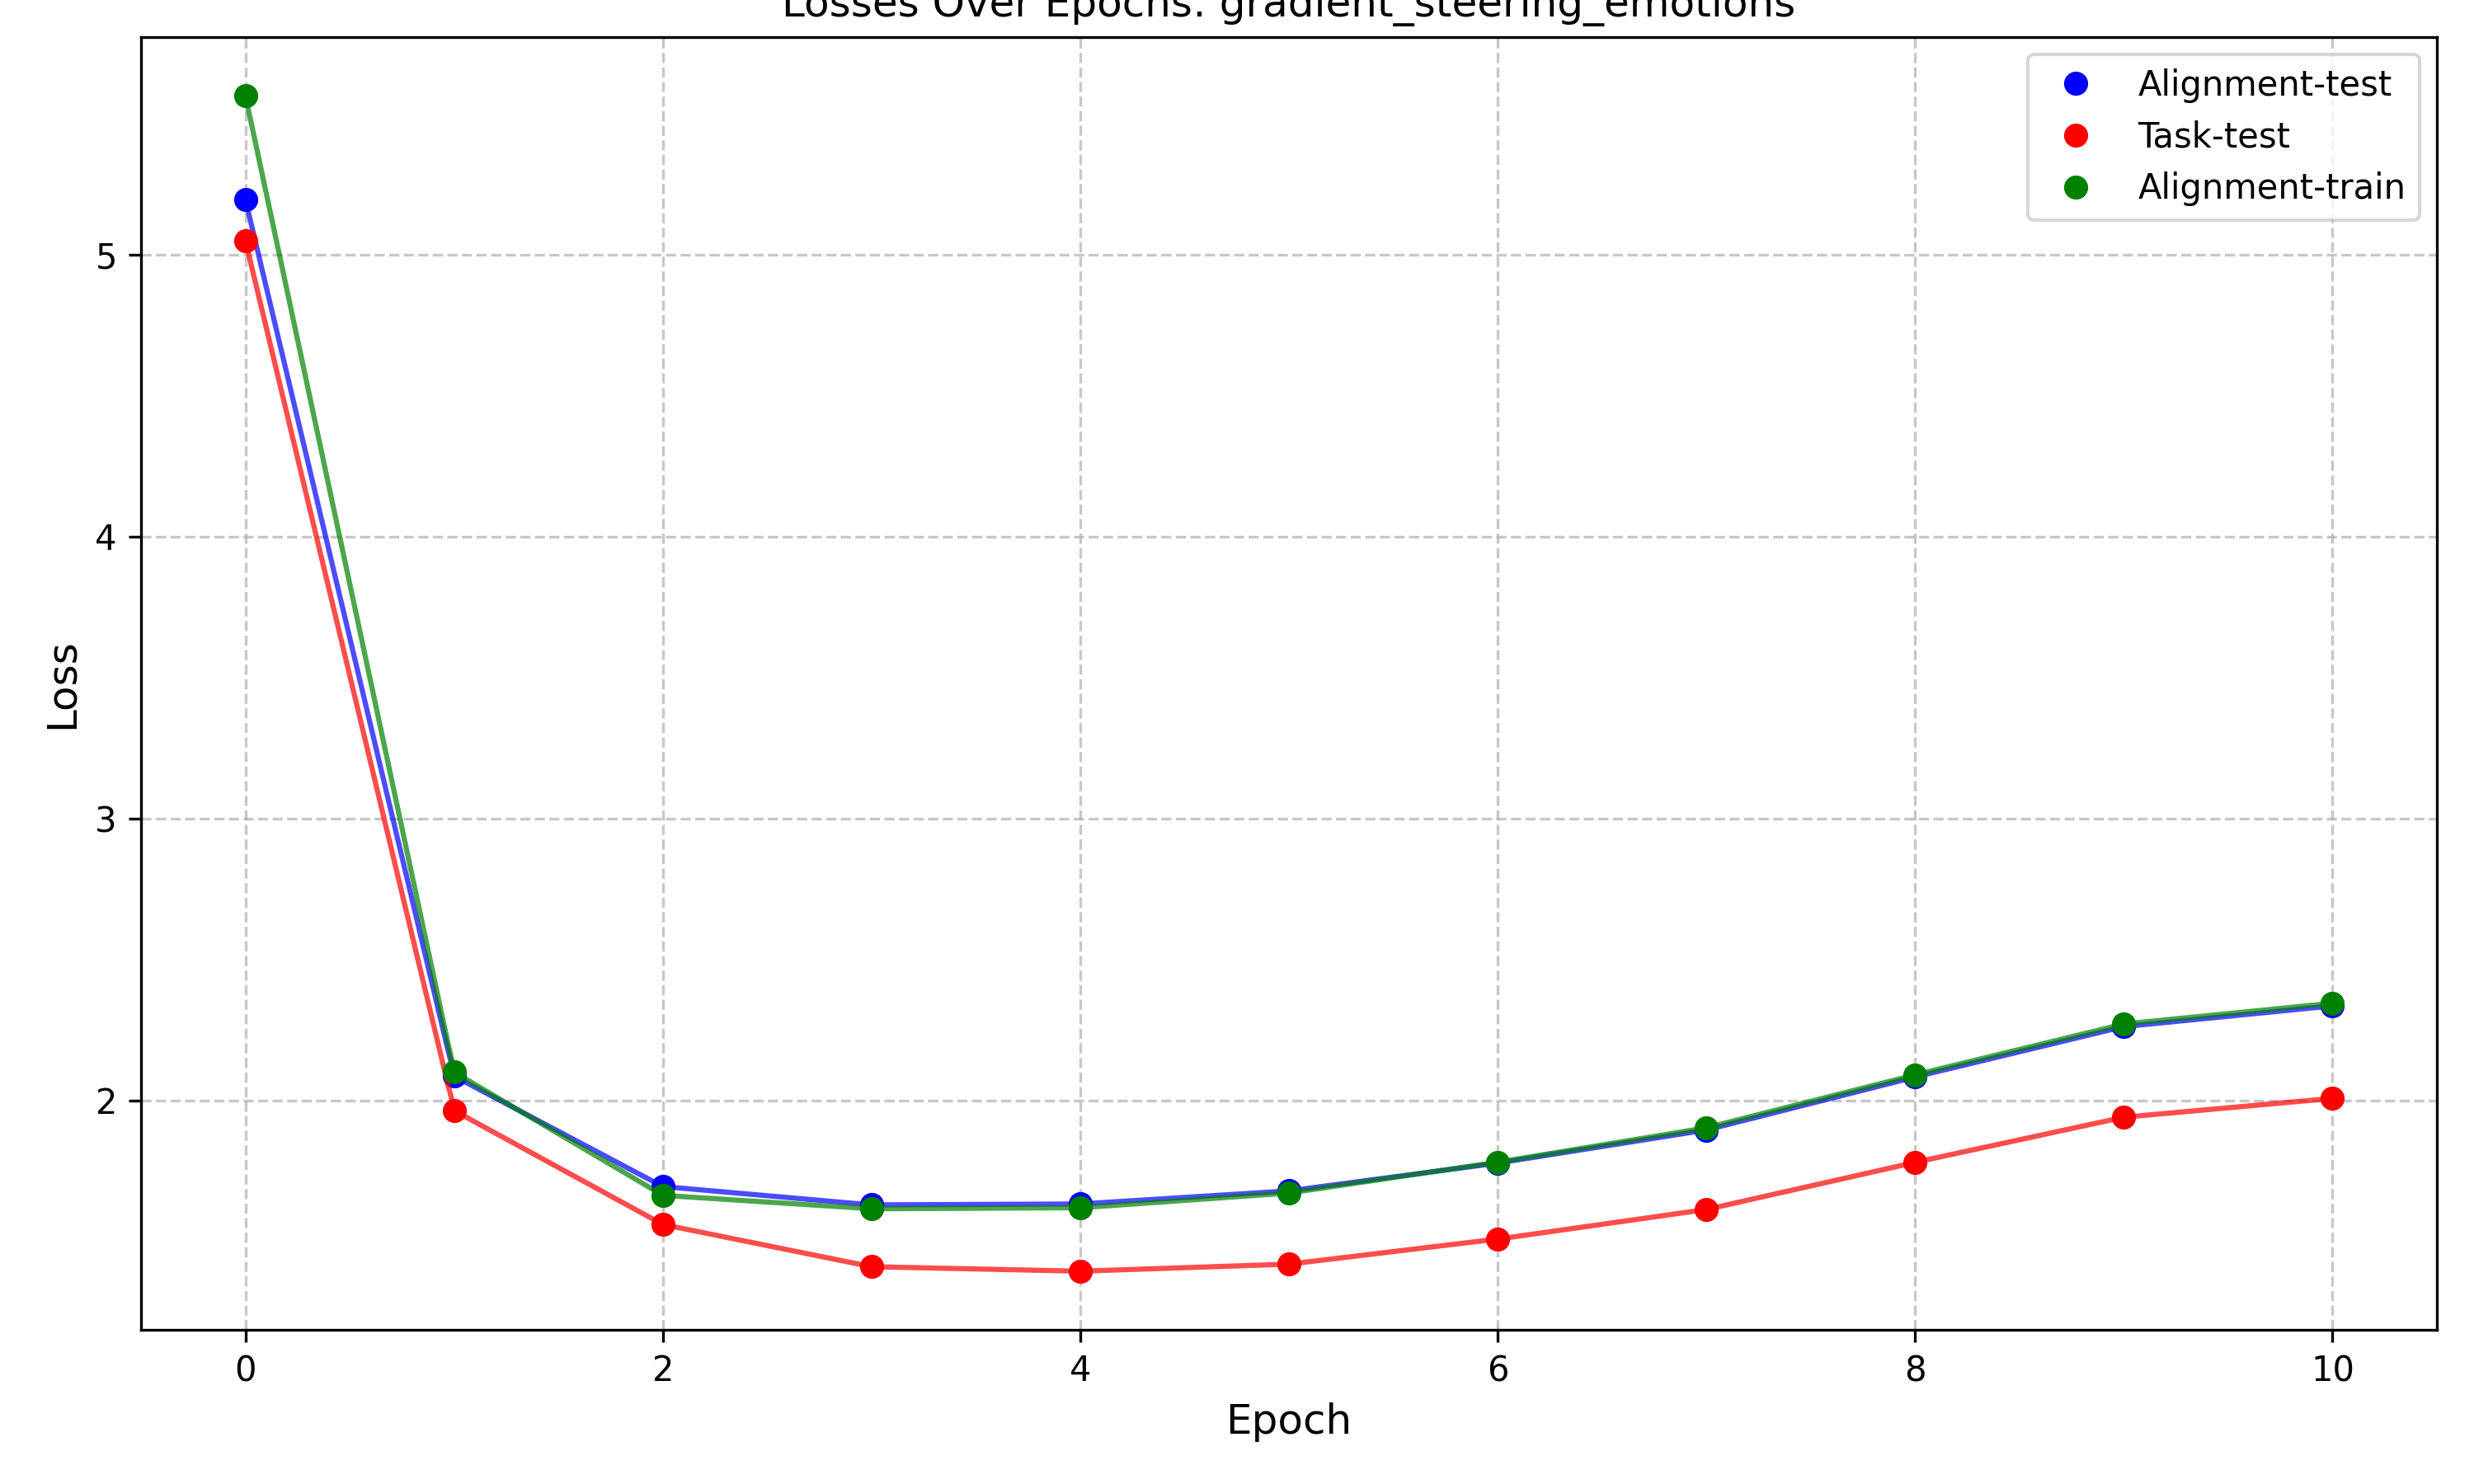 Losses Over Epochs: gradient_steering_emotions
Alignment-test
Task-test
Alignment-train
Loss
5
4
3
2
0 2 4 6 8 10
Epoch